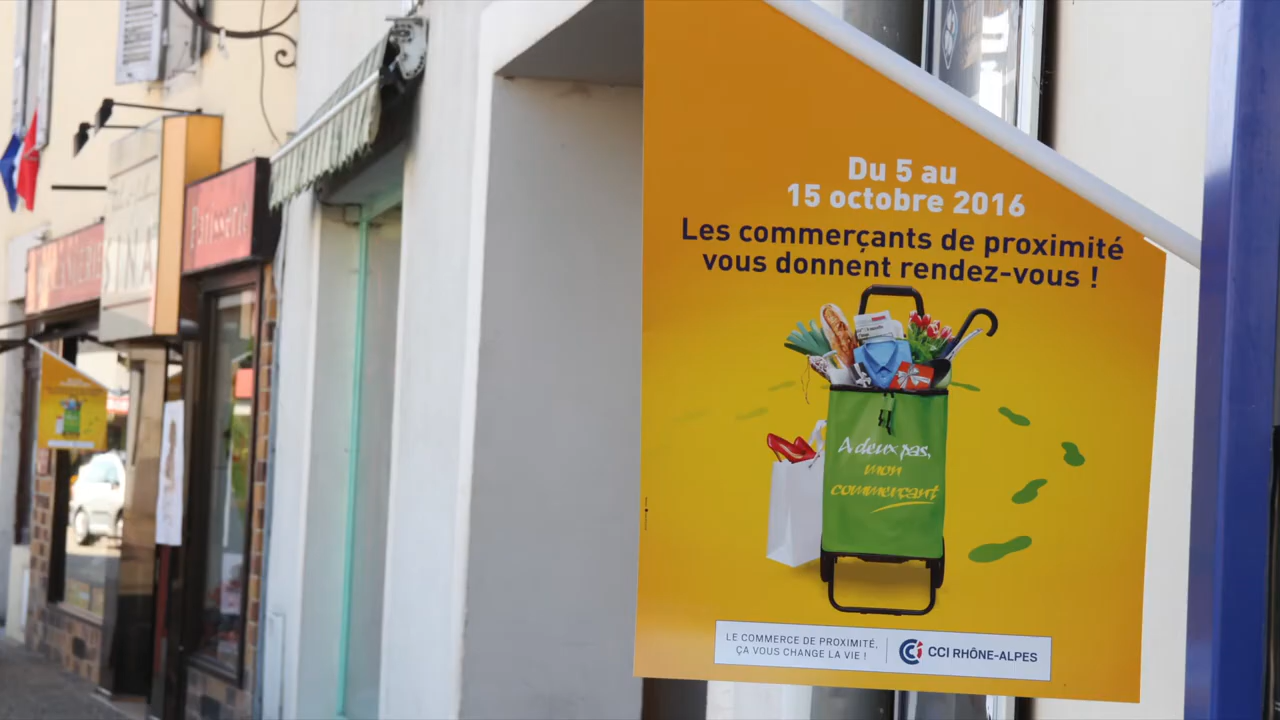 Du 5 au
15 octobre 2016
Les commerçants de proximité
vous donnent rendez-vous !
A deux pas,
mon
commerçant
LE COMMERCE DE PROXIMITÉ,
ÇA VOUS CHANGE LA VIE !
CCI RHÔNE-ALPES
Patisserie